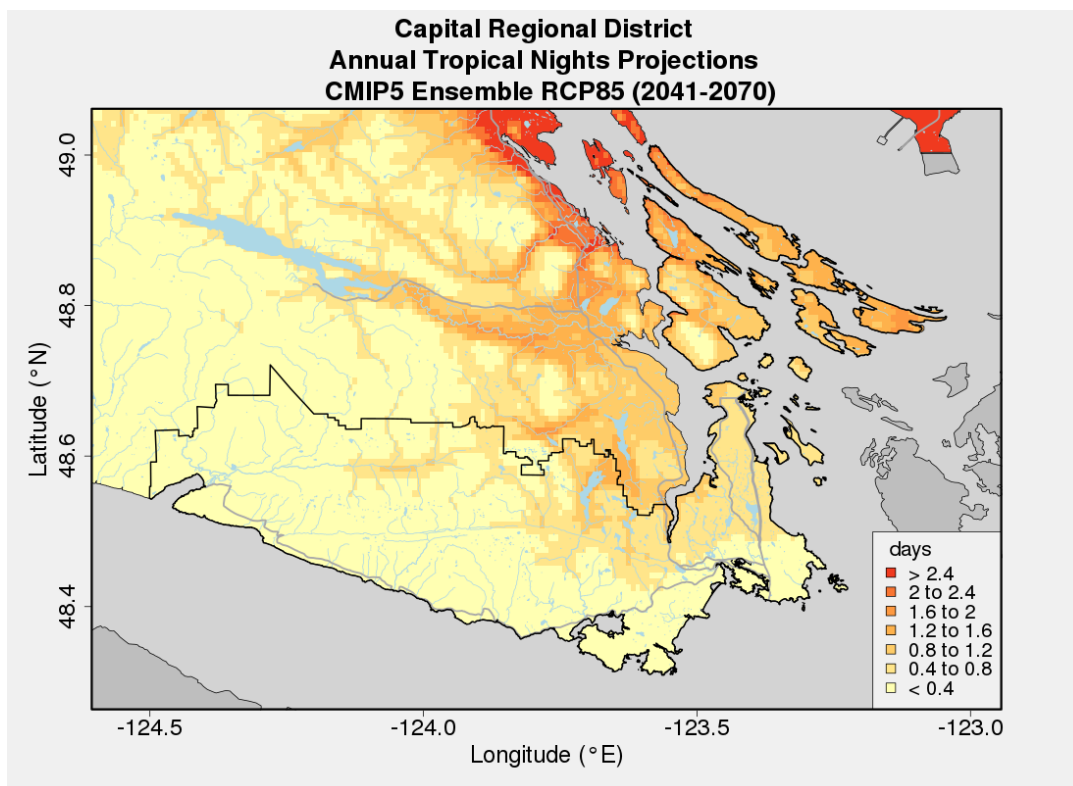 Capital Regional District
Annual Tropical Nights Projections
CMIP5 Ensemble RCP85 (2041-2070)
49.0
48.8
48.6
48.4
Latitude (°N)
days
> 2.4
2 to 2.4
1.6 to 2
1.2 to 1.6
0.8 to 1.2
0.4 to 0.8
< 0.4
-124.5
-124.0
-123.5
-123.0
Longitude (°E)